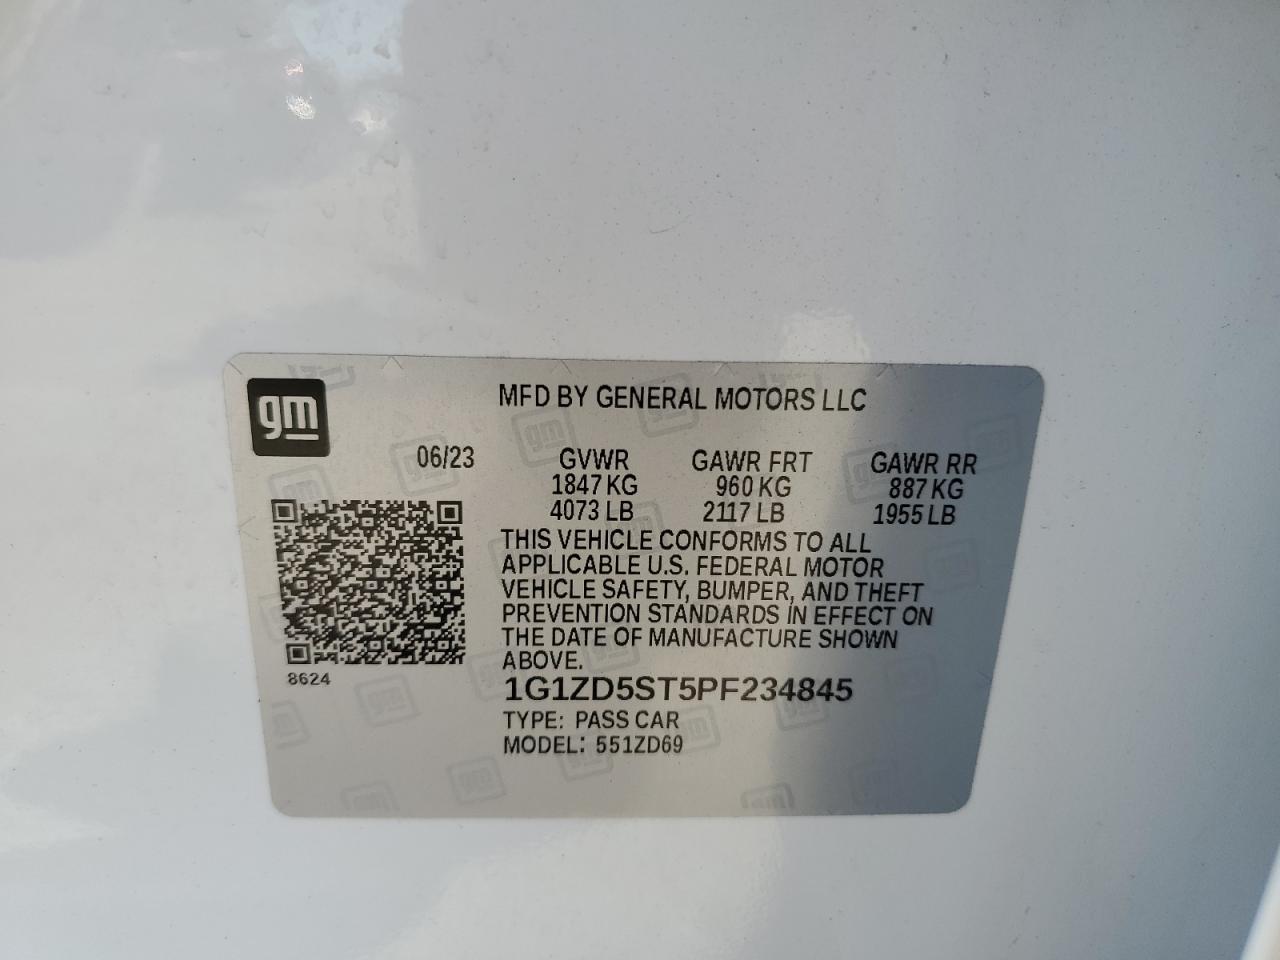 gm
MFD BY GENERAL MOTORS LLC
06/23 GVWR GAWR FRT GAWR RR
1847 KG 960 KG 887 KG
4073 LB 2117 LB 1955 LB
THIS VEHICLE CONFORMS TO ALL
APPLICABLE U.S. FEDERAL MOTOR
VEHICLE SAFETY, BUMPER, AND THEFT
PREVENTION STANDARDS IN EFFECT ON
THE DATE OF MANUFACTURE SHOWN
ABOVE.
8624
1G1ZD5ST5PF234845
TYPE: PASS CAR
MODEL: 551ZD69